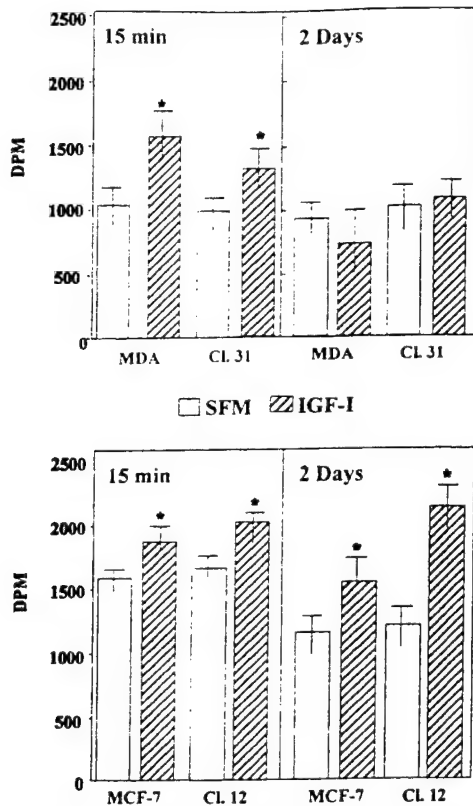 2500
15 min
2 Days
2000
*
*
1500
DPM
1000
500
0
MDA
Cl. 31
MDA
Cl. 31
SFM
IGF-I
2500
15 min
2 Days
*
*
*
*
2000
1500
DPM
1000
500
0
MCF-7
Cl. 12
MCF-7
Cl. 12